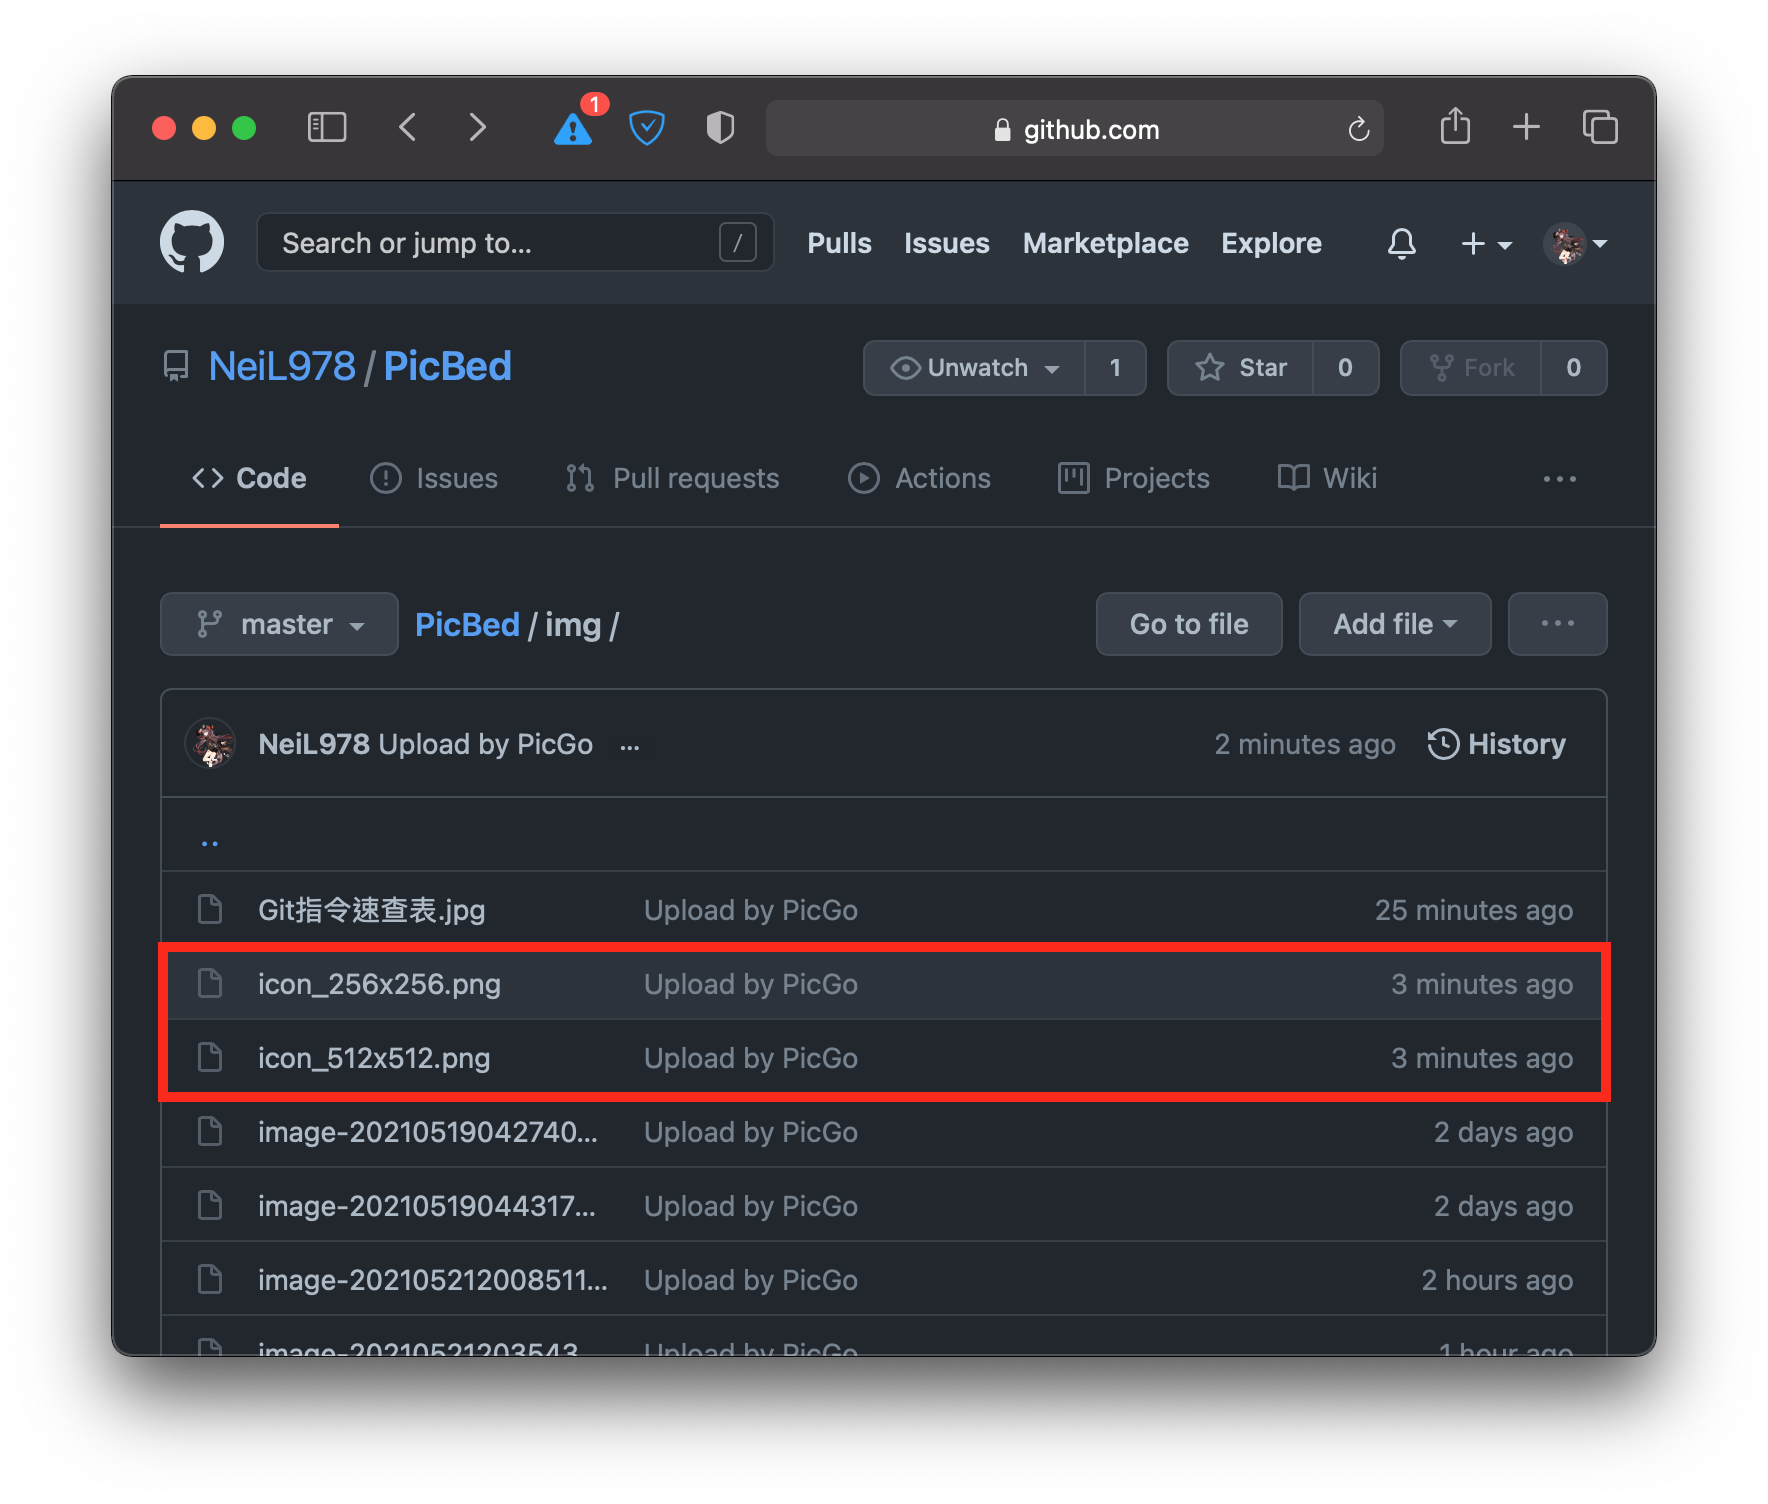 1
github.com
Search or jump to... /
Pulls Issues Marketplace Explore
NeiL978 / PicBed
Unwatch 1 Star 0 Fork 0
Code Issues Pull requests Actions Projects Wiki ...
master PicBed / img / Go to file Add file ...
NeiL978 Upload by PicGo ... 2 minutes ago History
..
Git指令速查表.jpg Upload by PicGo 25 minutes ago
icon_256x256.png Upload by PicGo 3 minutes ago
icon_512x512.png Upload by PicGo 3 minutes ago
image-20210519042740... Upload by PicGo 2 days ago
image-20210519044317... Upload by PicGo 2 days ago
image-202105212008511... Upload by PicGo 2 hours ago
image-20210521203543 Upload by PicGo 1 hour ago